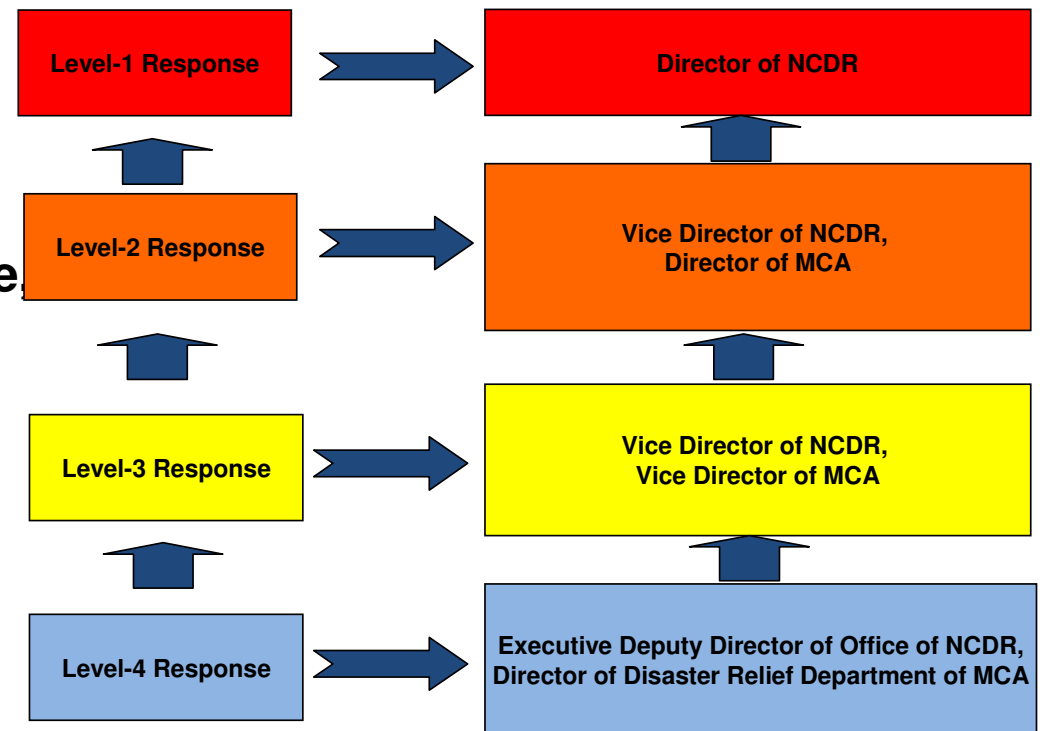 Level-1 Response
Director of NCDR
Level-2 Response
Vice Director of NCDR,
Director of MCA
e,
Level-3 Response
Vice Director of NCDR,
Vice Director of MCA
Level-4 Response
Executive Deputy Director of Office of NCDR,
Director of Disaster Relief Department of MCA